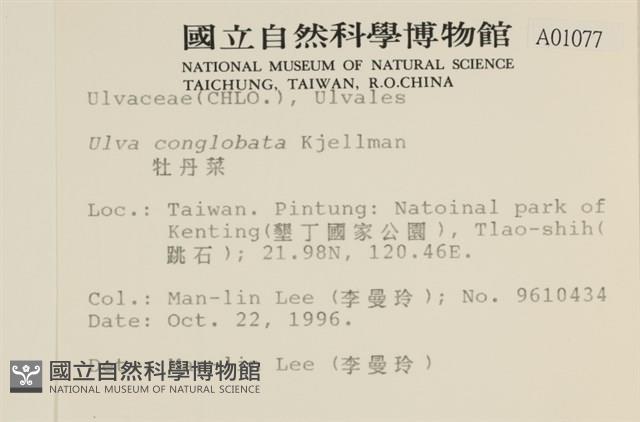 國立自然科學博物館 A01077
NATIONAL MUSEUM OF NATURAL SCIENCE
TAICHUNG, TAIWAN, R.O.CHINA
Ulvaceae(CHLO.), Ulvales
Ulva conglobata Kjellman
牡丹菜
Loc.: Taiwan. Pintung: Natoinal park of
Kenting(墾丁國家公園), Tlao-shih(
跳石); 21.98N, 120.46E.
Col.: Man-lin Lee (李曼玲); No. 9610434
Date: Oct. 22, 1996.
Lee (李曼玲)
國立自然科學博物館
NATIONAL MUSEUM OF NATURAL SCIENCE